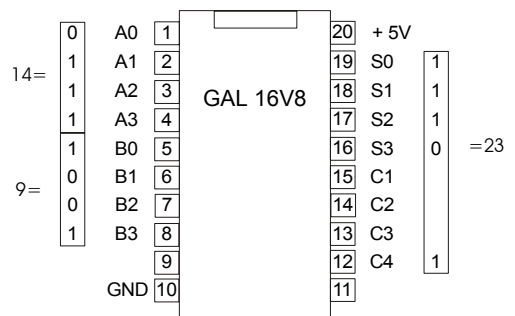 0 A0 1 20 + 5V
1 A1 2 19 S0 1
14= 1 A2 3 GAL 16V8 18 S1 1
1 A3 4 17 S2 1
1 B0 5 16 S3 0 =23
0 B1 6 15 C1
9= 0 B2 7 14 C2
1 B3 8 13 C3
9 12 C4 1
GND 10 11